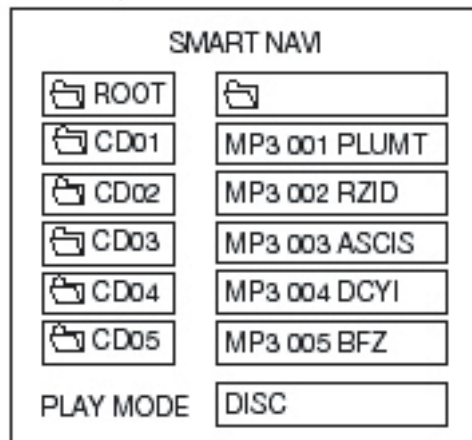 SMART NAVI
ROOT
CD01 MP3 001 PLUMT
CD02 MP3 002 RZID
CD03 MP3 003 ASCIS
CD04 MP3 004 DCYI
CD05 MP3 005 BFZ
PLAY MODE DISC